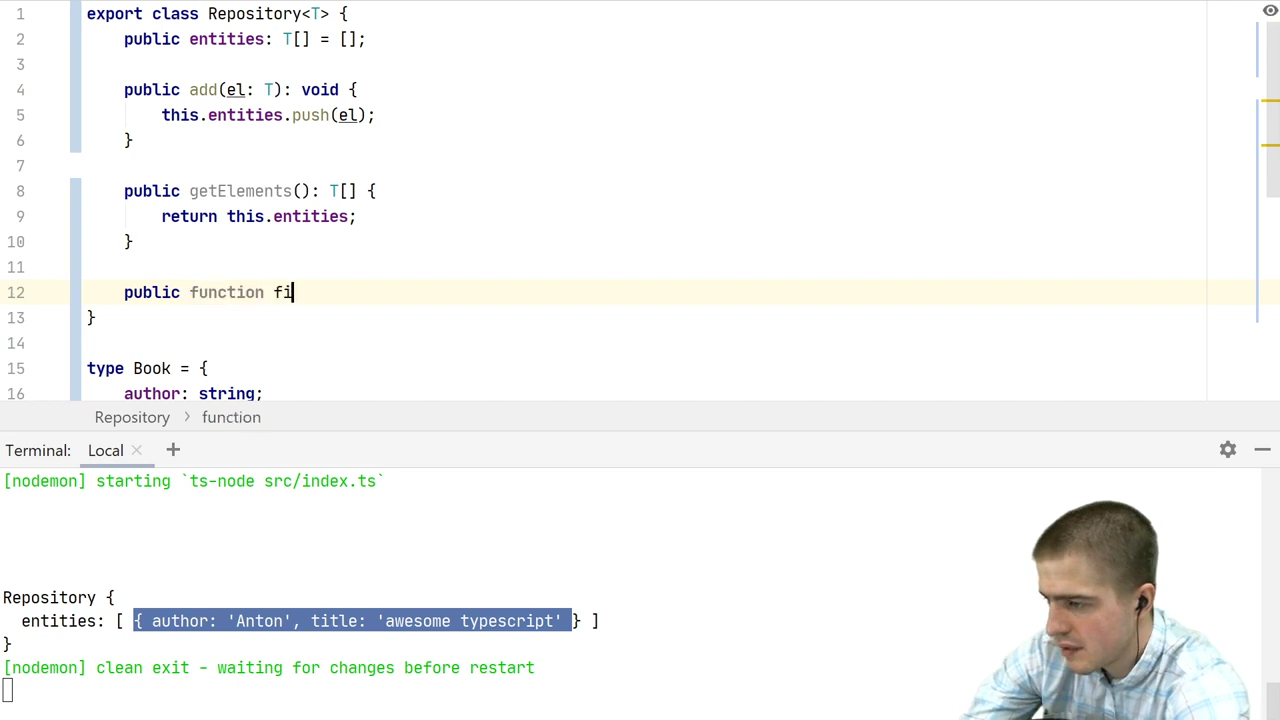 1 export class Repository<T> {
2 public entities: T[] = [];
3
4 public add(el: T): void {
5 this.entities.push(el);
6 }
7
8 public getElements(): T[] {
9 return this.entities;
10 }
11
12 public function fi
13 }
14
15 type Book = {
16 author: string;
Repository > function
Terminal: Local × +
[nodemon] starting `ts-node src/index.ts`
Repository {
entities: [ { author: 'Anton', title: 'awesome typescript' } ]
}
[nodemon] clean exit - waiting for changes before restart